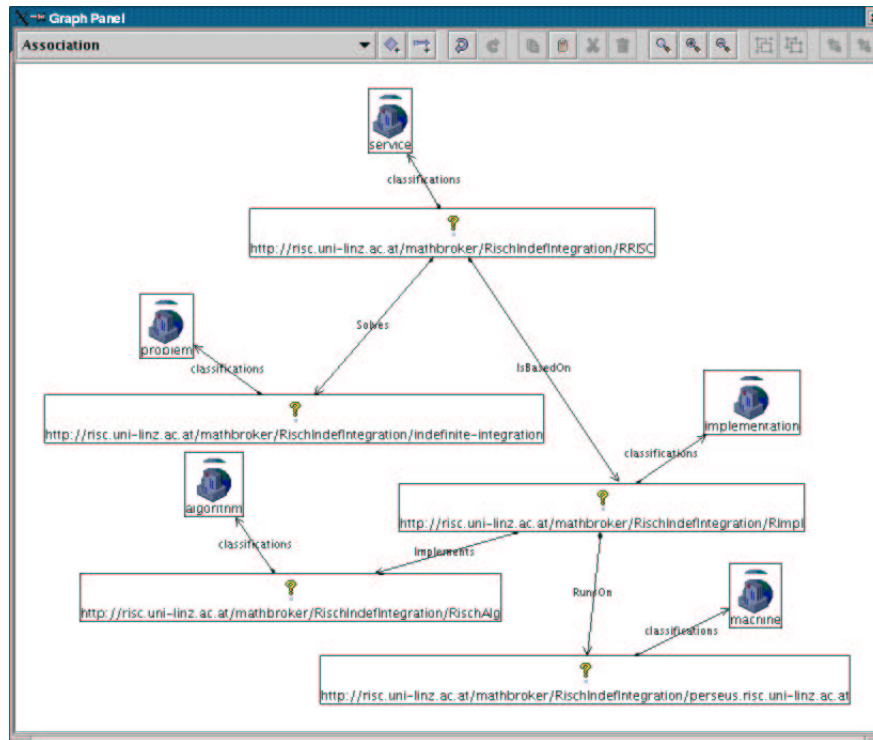 Graph Panel
Association
service
classifications
http://risc.uni-linz.ac.at/mathbroker/RischIndefIntegration/RRISC
Solves
problem
classifications
IsBasedOn
http://risc.uni-linz.ac.at/mathbroker/RischIndefIntegration/indefinite-integration
implementation
classifications
algorithm
http://risc.uni-linz.ac.at/mathbroker/RischIndefIntegration/RImpl
classifications
Implements
http://risc.uni-linz.ac.at/mathbroker/RischIndefIntegration/RischAlg
RunsOn
machine
classifications
http://risc.uni-linz.ac.at/mathbroker/RischIndefIntegration/perseus.risc.uni-linz.ac.at